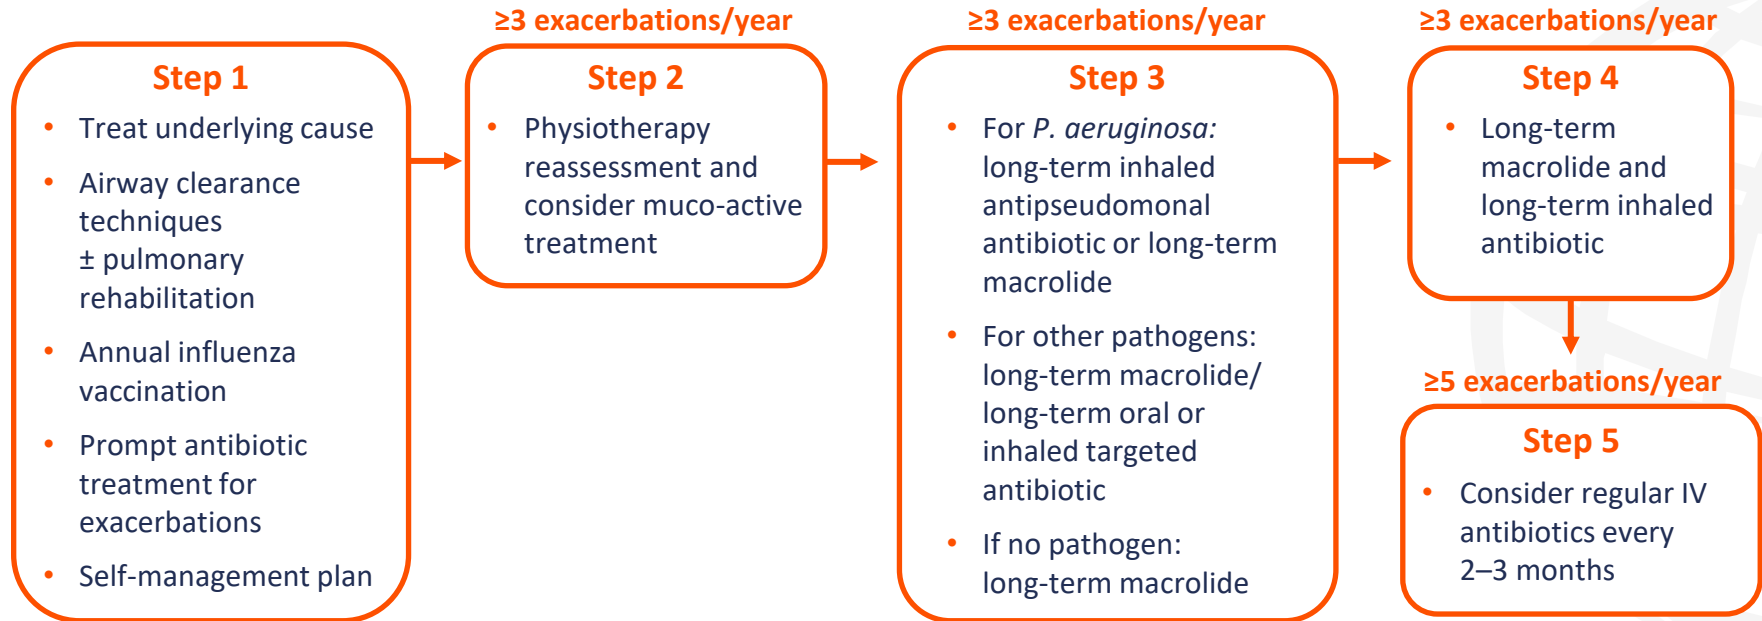 Step 1
• Treat underlying cause
• Airway clearance
techniques
± pulmonary
rehabilitation
• Annual influenza
vaccination
• Prompt antibiotic
treatment for
exacerbations
• Self-management plan
≥3 exacerbations/year
Step 2
• Physiotherapy
reassessment and
consider muco-active
treatment
≥3 exacerbations/year
Step 3
• For P. aeruginosa:
long-term inhaled
antipseudomonal
antibiotic or long-term
macrolide
• For other pathogens:
long-term macrolide/
long-term oral or
inhaled targeted
antibiotic
• If no pathogen:
long-term macrolide
≥3 exacerbations/year
Step 4
• Long-term
macrolide and
long-term inhaled
antibiotic
≥5 exacerbations/year
Step 5
• Consider regular IV
antibiotics every
2–3 months